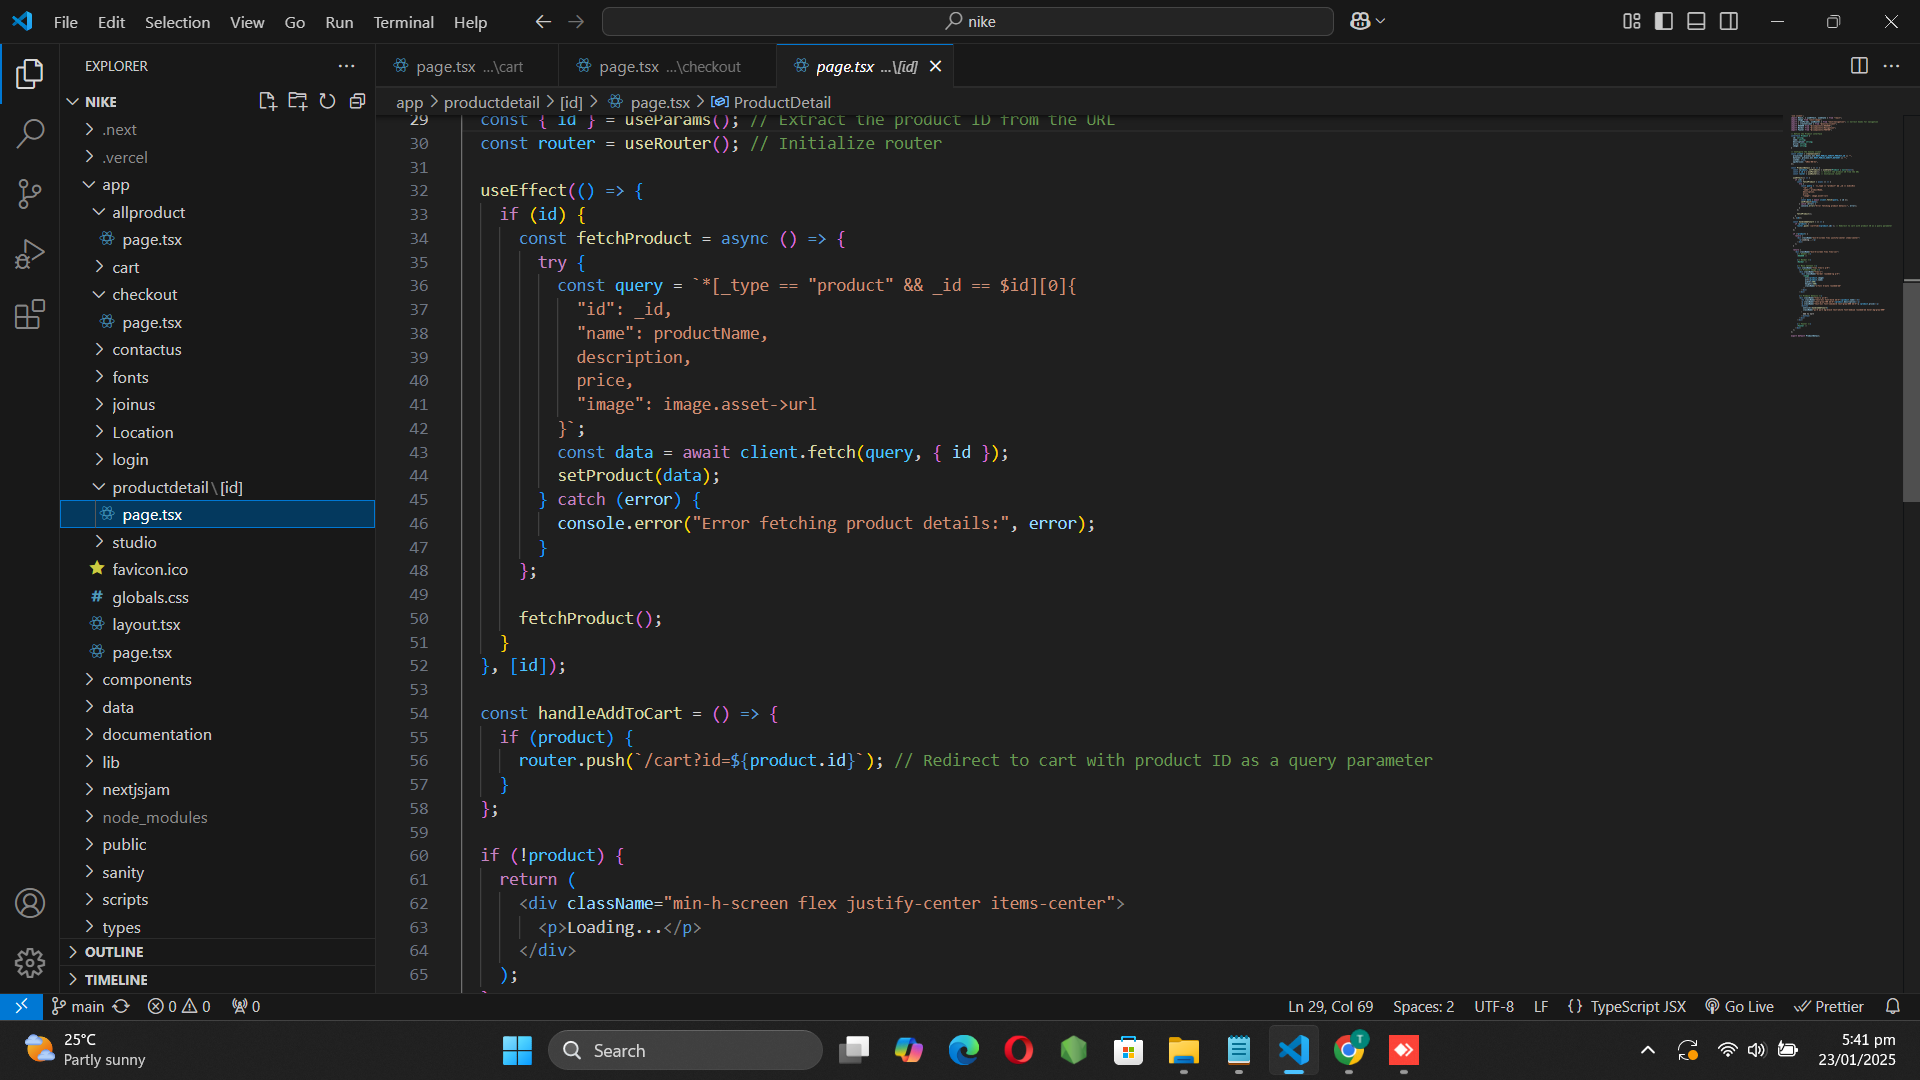 File Edit Selection View Go Run Terminal Help
nike
EXPLORER
NIKE
.next
.vercel
app
allproduct
page.tsx
cart
checkout
page.tsx
contactus
fonts
joinus
Location
login
productdetail\[id]
page.tsx
studio
favicon.ico
# globals.css
layout.tsx
page.tsx
components
data
documentation
lib
nextjsjam
node_modules
public
sanity
scripts
types
OUTLINE
TIMELINE
page.tsx ...\cart
page.tsx ...\checkout
page.tsx ...\[id]
app > productdetail > [id] > page.tsx > ProductDetail
29 const { id } = useParams(); // Extract the product ID from the URL
30 const router = useRouter(); // Initialize router
31
32 useEffect(() => {
33 if (id) {
34 const fetchProduct = async () => {
35 try {
36 const query = `*[_type == "product" && _id == $id][0]{
37 "id": _id,
38 "name": productName,
39 description,
40 price,
41 "image": image.asset->url
42 }`;
43 const data = await client.fetch(query, { id });
44 setProduct(data);
45 } catch (error) {
46 console.error("Error fetching product details:", error);
47 }
48 };
49
50 fetchProduct();
51 }
52 }, [id]);
53
54 const handleAddToCart = () => {
55 if (product) {
56 router.push(`/cart?id=${product.id}`); // Redirect to cart with product ID as a query parameter
57 }
58 };
59
60 if (!product) {
61 return (
62 <div className="min-h-screen flex justify-center items-center">
63 <p>Loading...</p>
64 </div>
65 );
main 0 0 0
Ln 29, Col 69 Spaces: 2 UTF-8 LF {} TypeScript JSX Go Live Prettier
25°C
Partly sunny
Search
T
5:41 pm
23/01/2025